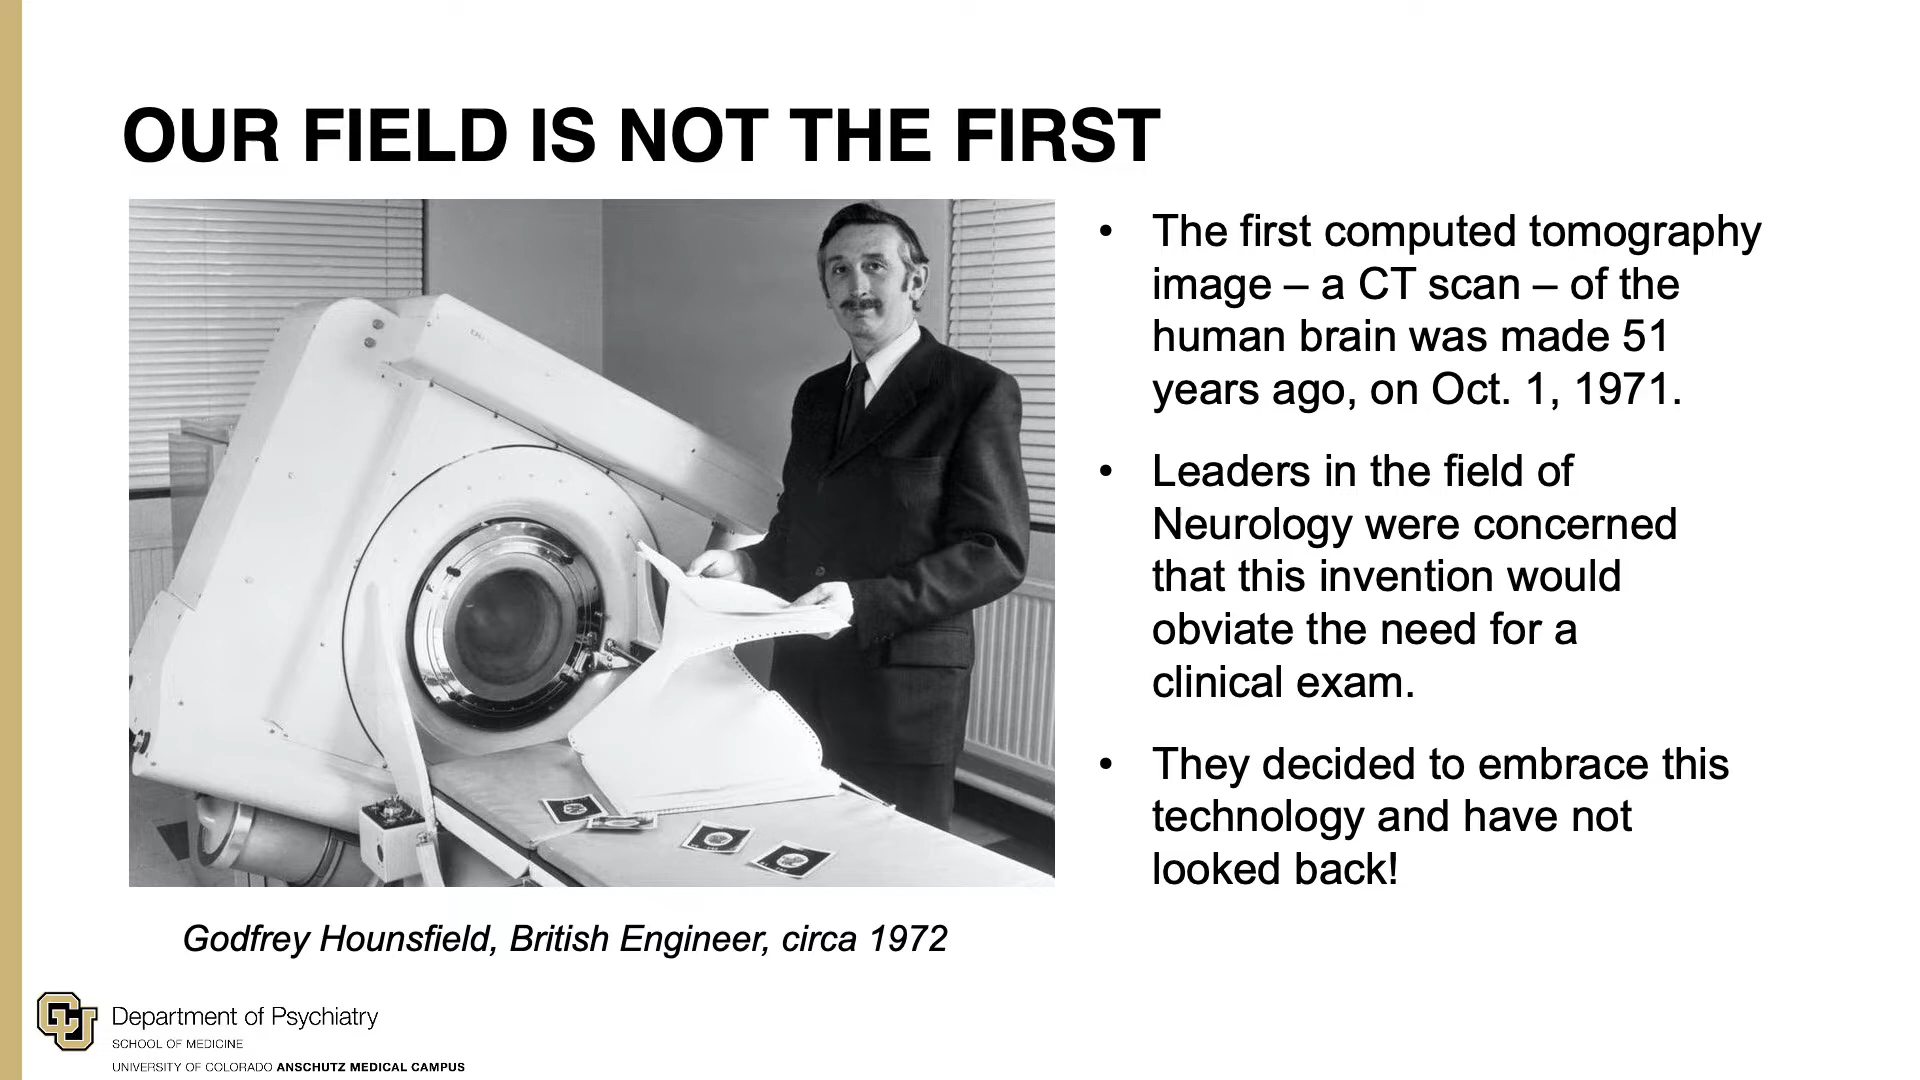 OUR FIELD IS NOT THE FIRST
• The first computed tomography
image – a CT scan – of the
human brain was made 51
years ago, on Oct. 1, 1971.
• Leaders in the field of
Neurology were concerned
that this invention would
obviate the need for a
clinical exam.
• They decided to embrace this
technology and have not
looked back!
Godfrey Hounsfield, British Engineer, circa 1972
CU
Department of Psychiatry
SCHOOL OF MEDICINE
UNIVERSITY OF COLORADO ANSCHUTZ MEDICAL CAMPUS